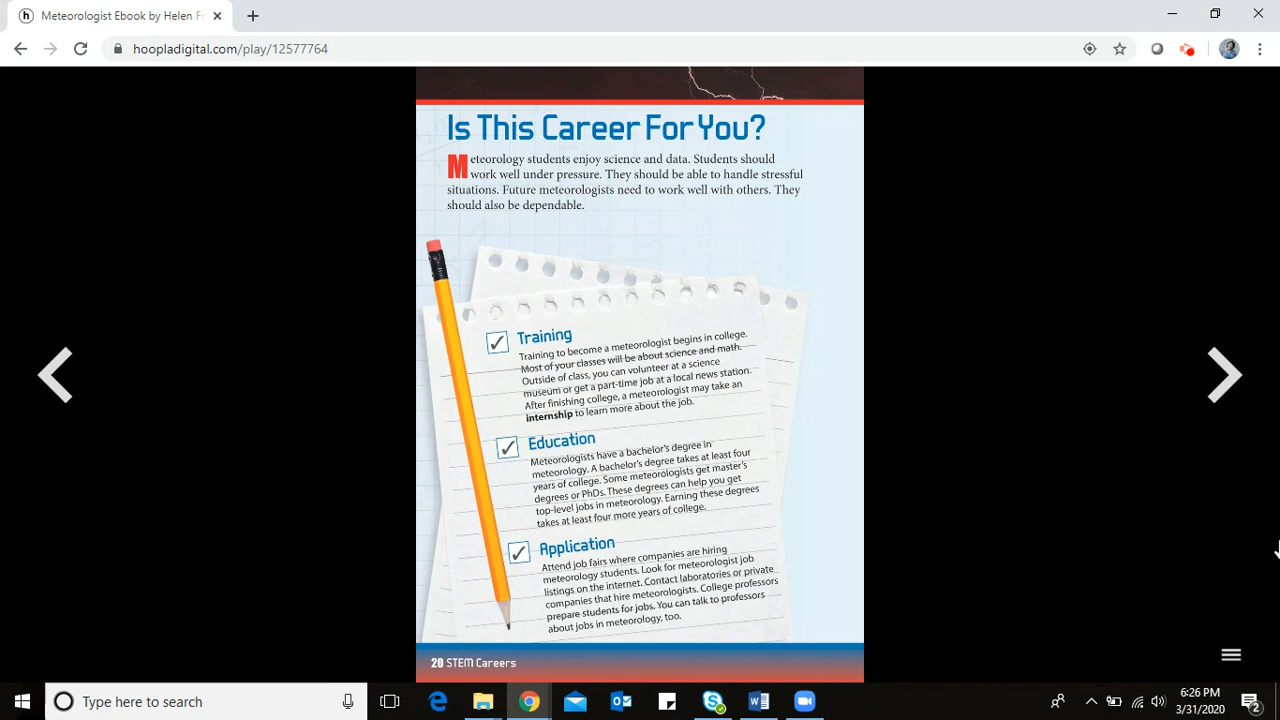 Meteorologist Ebook by Helen F
hoopladigital.com/play/12577764
Is This Career For You?
Meteorology students enjoy science and data. Students should
work well under pressure. They should be able to handle stressful
situations. Future meteorologists need to work well with others. They
should also be dependable.
Training
Training to become a meteorologist begins in college.
Most of your classes will be about science and math.
Outside of class, you can volunteer at a science
museum or get a part-time job at a local news station.
After finishing college, a meteorologist may take an
internship to learn more about the job.
Education
Meteorologists have a bachelor's degree in
meteorology. A bachelor's degree takes at least four
years of college. Some meteorologists get master's
degrees or PhDs. These degrees can help you get
top-level jobs in meteorology. Earning these degrees
takes at least four more years of college.
Application
Attend job fairs where companies are hiring
meteorology students. Look for meteorologist job
listings on the internet. Contact laboratories or private
companies that hire meteorologists. College professors
prepare students for jobs. You can talk to professors
about jobs in meteorology, too.
20 STEM Careers
Type here to search
6:26 PM
3/31/2020
2